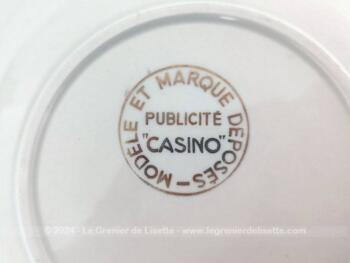 MODÈLE ET MARQUE DÉPOSÉS –
PUBLICITÉ
"CASINO"
©2024 - Le Grenier de Lisette - www.legrenierdelisette.com